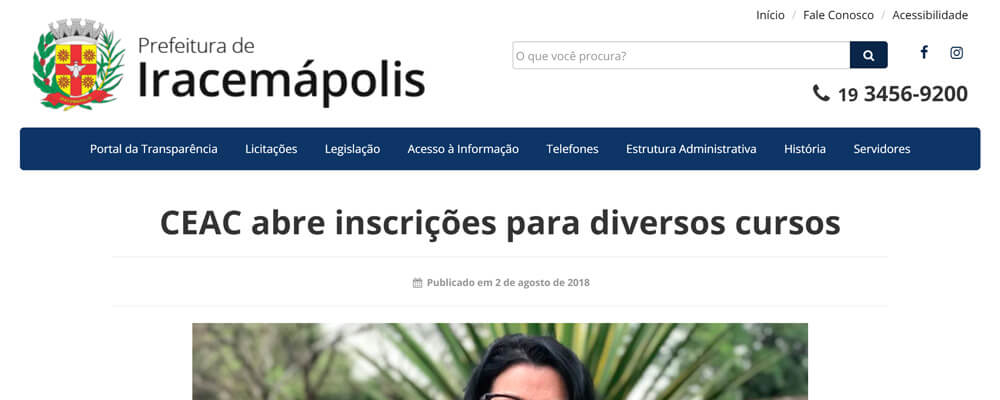 Início / Fale Conosco / Acessibilidade
Prefeitura de
Iracemápolis
O que você procura?
19 3456-9200
Portal da Transparência Licitações Legislação Acesso à Informação Telefones Estrutura Administrativa História Servidores
CEAC abre inscrições para diversos cursos
Publicado em 2 de agosto de 2018